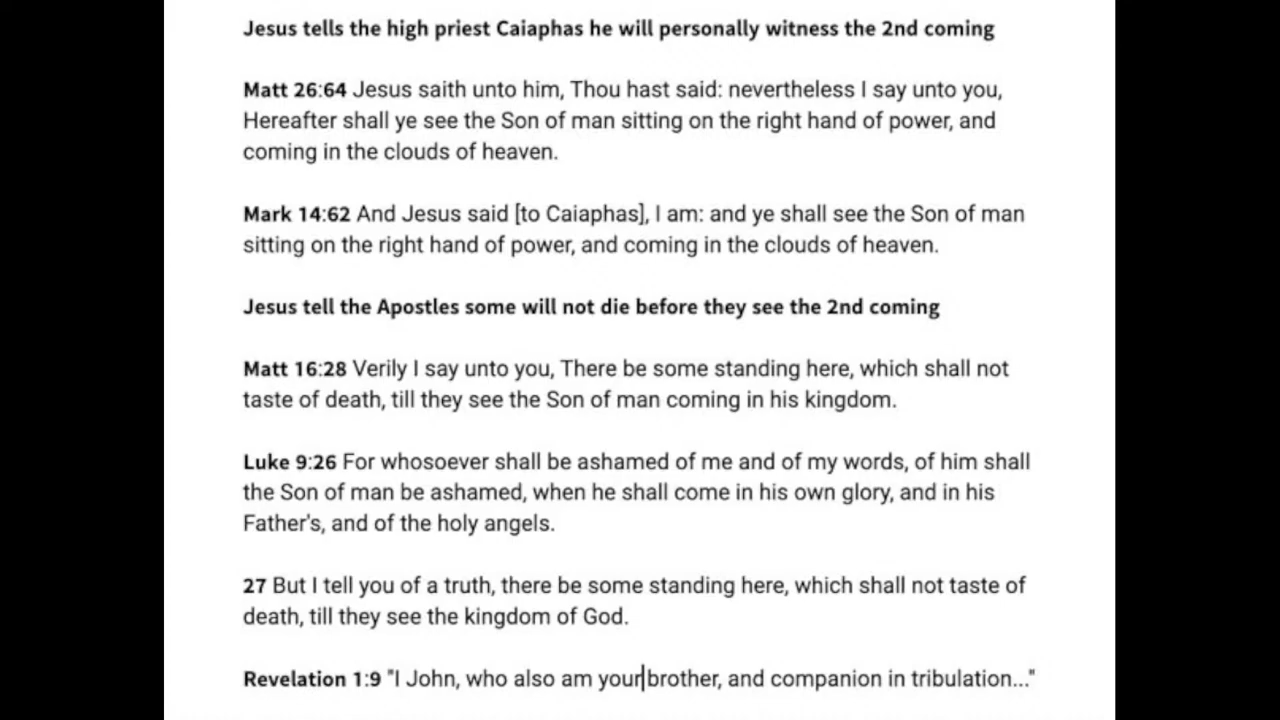 Jesus tells the high priest Caiaphas he will personally witness the 2nd coming
Matt 26:64 Jesus saith unto him, Thou hast said: nevertheless I say unto you,
Hereafter shall ye see the Son of man sitting on the right hand of power, and
coming in the clouds of heaven.
Mark 14:62 And Jesus said [to Caiaphas], I am: and ye shall see the Son of man
sitting on the right hand of power, and coming in the clouds of heaven.
Jesus tell the Apostles some will not die before they see the 2nd coming
Matt 16:28 Verily I say unto you, There be some standing here, which shall not
taste of death, till they see the Son of man coming in his kingdom.
Luke 9:26 For whosoever shall be ashamed of me and of my words, of him shall
the Son of man be ashamed, when he shall come in his own glory, and in his
Father's, and of the holy angels.
27 But I tell you of a truth, there be some standing here, which shall not taste of
death, till they see the kingdom of God.
Revelation 1:9 "I John, who also am your brother, and companion in tribulation..."